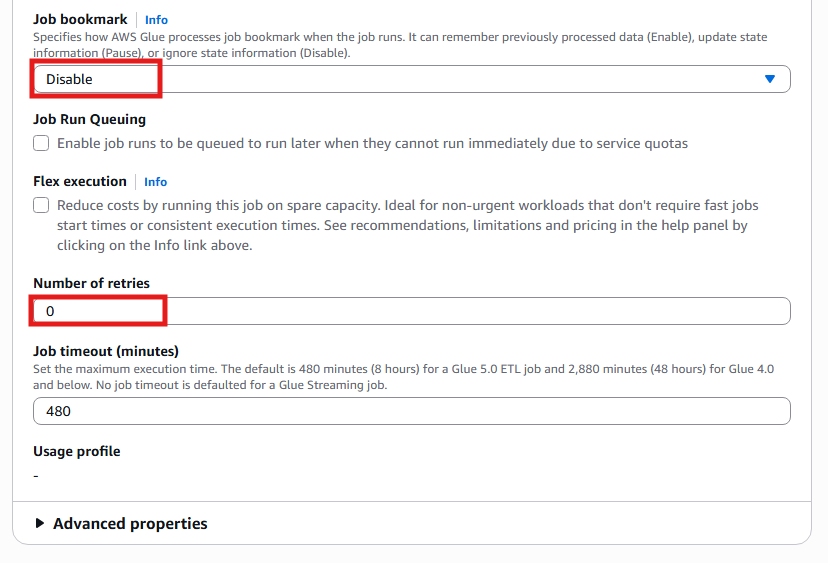 Job bookmark Info
Specifies how AWS Glue processes job bookmark when the job runs. It can remember previously processed data (Enable), update state
information (Pause), or ignore state information (Disable).
Disable
Job Run Queuing
Enable job runs to be queued to run later when they cannot run immediately due to service quotas
Flex execution Info
Reduce costs by running this job on spare capacity. Ideal for non-urgent workloads that don't require fast jobs
start times or consistent execution times. See recommendations, limitations and pricing in the help panel by
clicking on the Info link above.
Number of retries
0
Job timeout (minutes)
Set the maximum execution time. The default is 480 minutes (8 hours) for a Glue 5.0 ETL job and 2,880 minutes (48 hours) for Glue 4.0
and below. No job timeout is defaulted for a Glue Streaming job.
480
Usage profile
-
Advanced properties